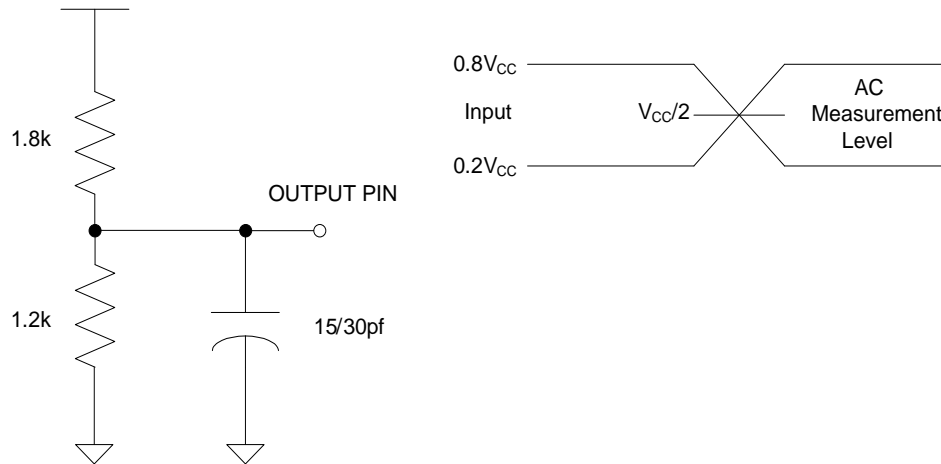 1.8k
OUTPUT PIN
1.2k
15/30pf
0.8VCC
Input
VCC/2
AC
Measurement
Level
0.2VCC